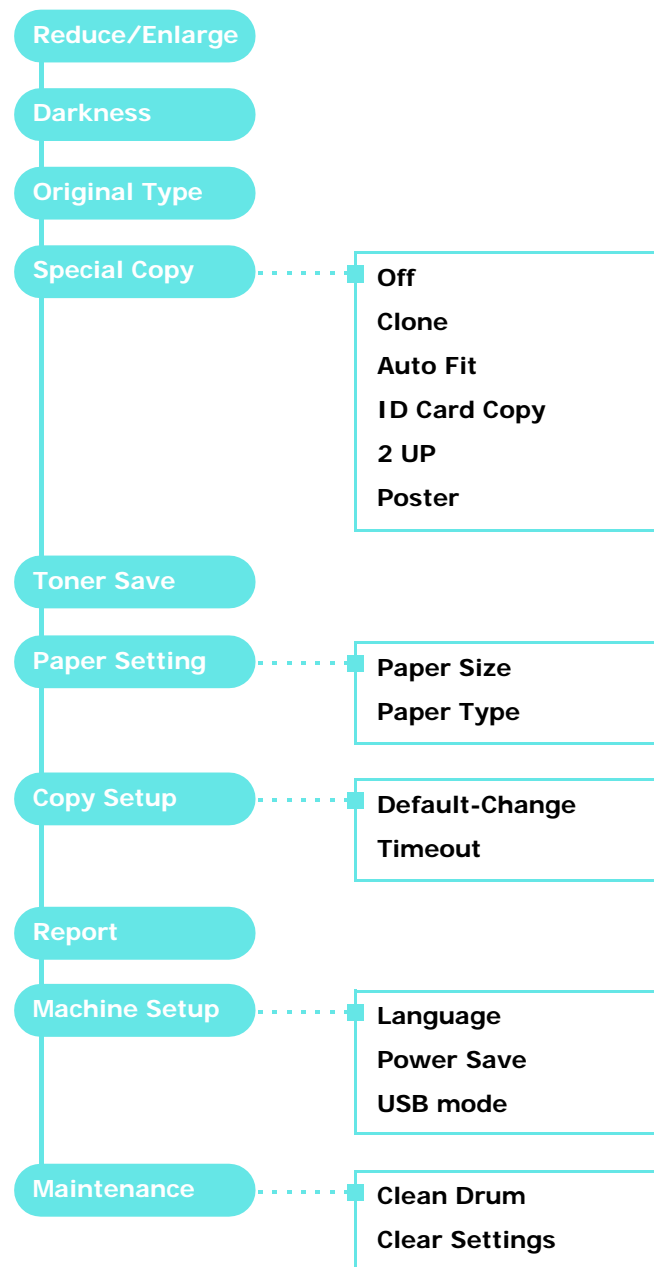 Reduce/Enlarge
Darkness
Original Type
Special Copy
Off
Clone
Auto Fit
ID Card Copy
2 UP
Poster
Toner Save
Paper Setting
Paper Size
Paper Type
Copy Setup
Default-Change
Timeout
Report
Machine Setup
Language
Power Save
USB mode
Maintenance
Clean Drum
Clear Settings